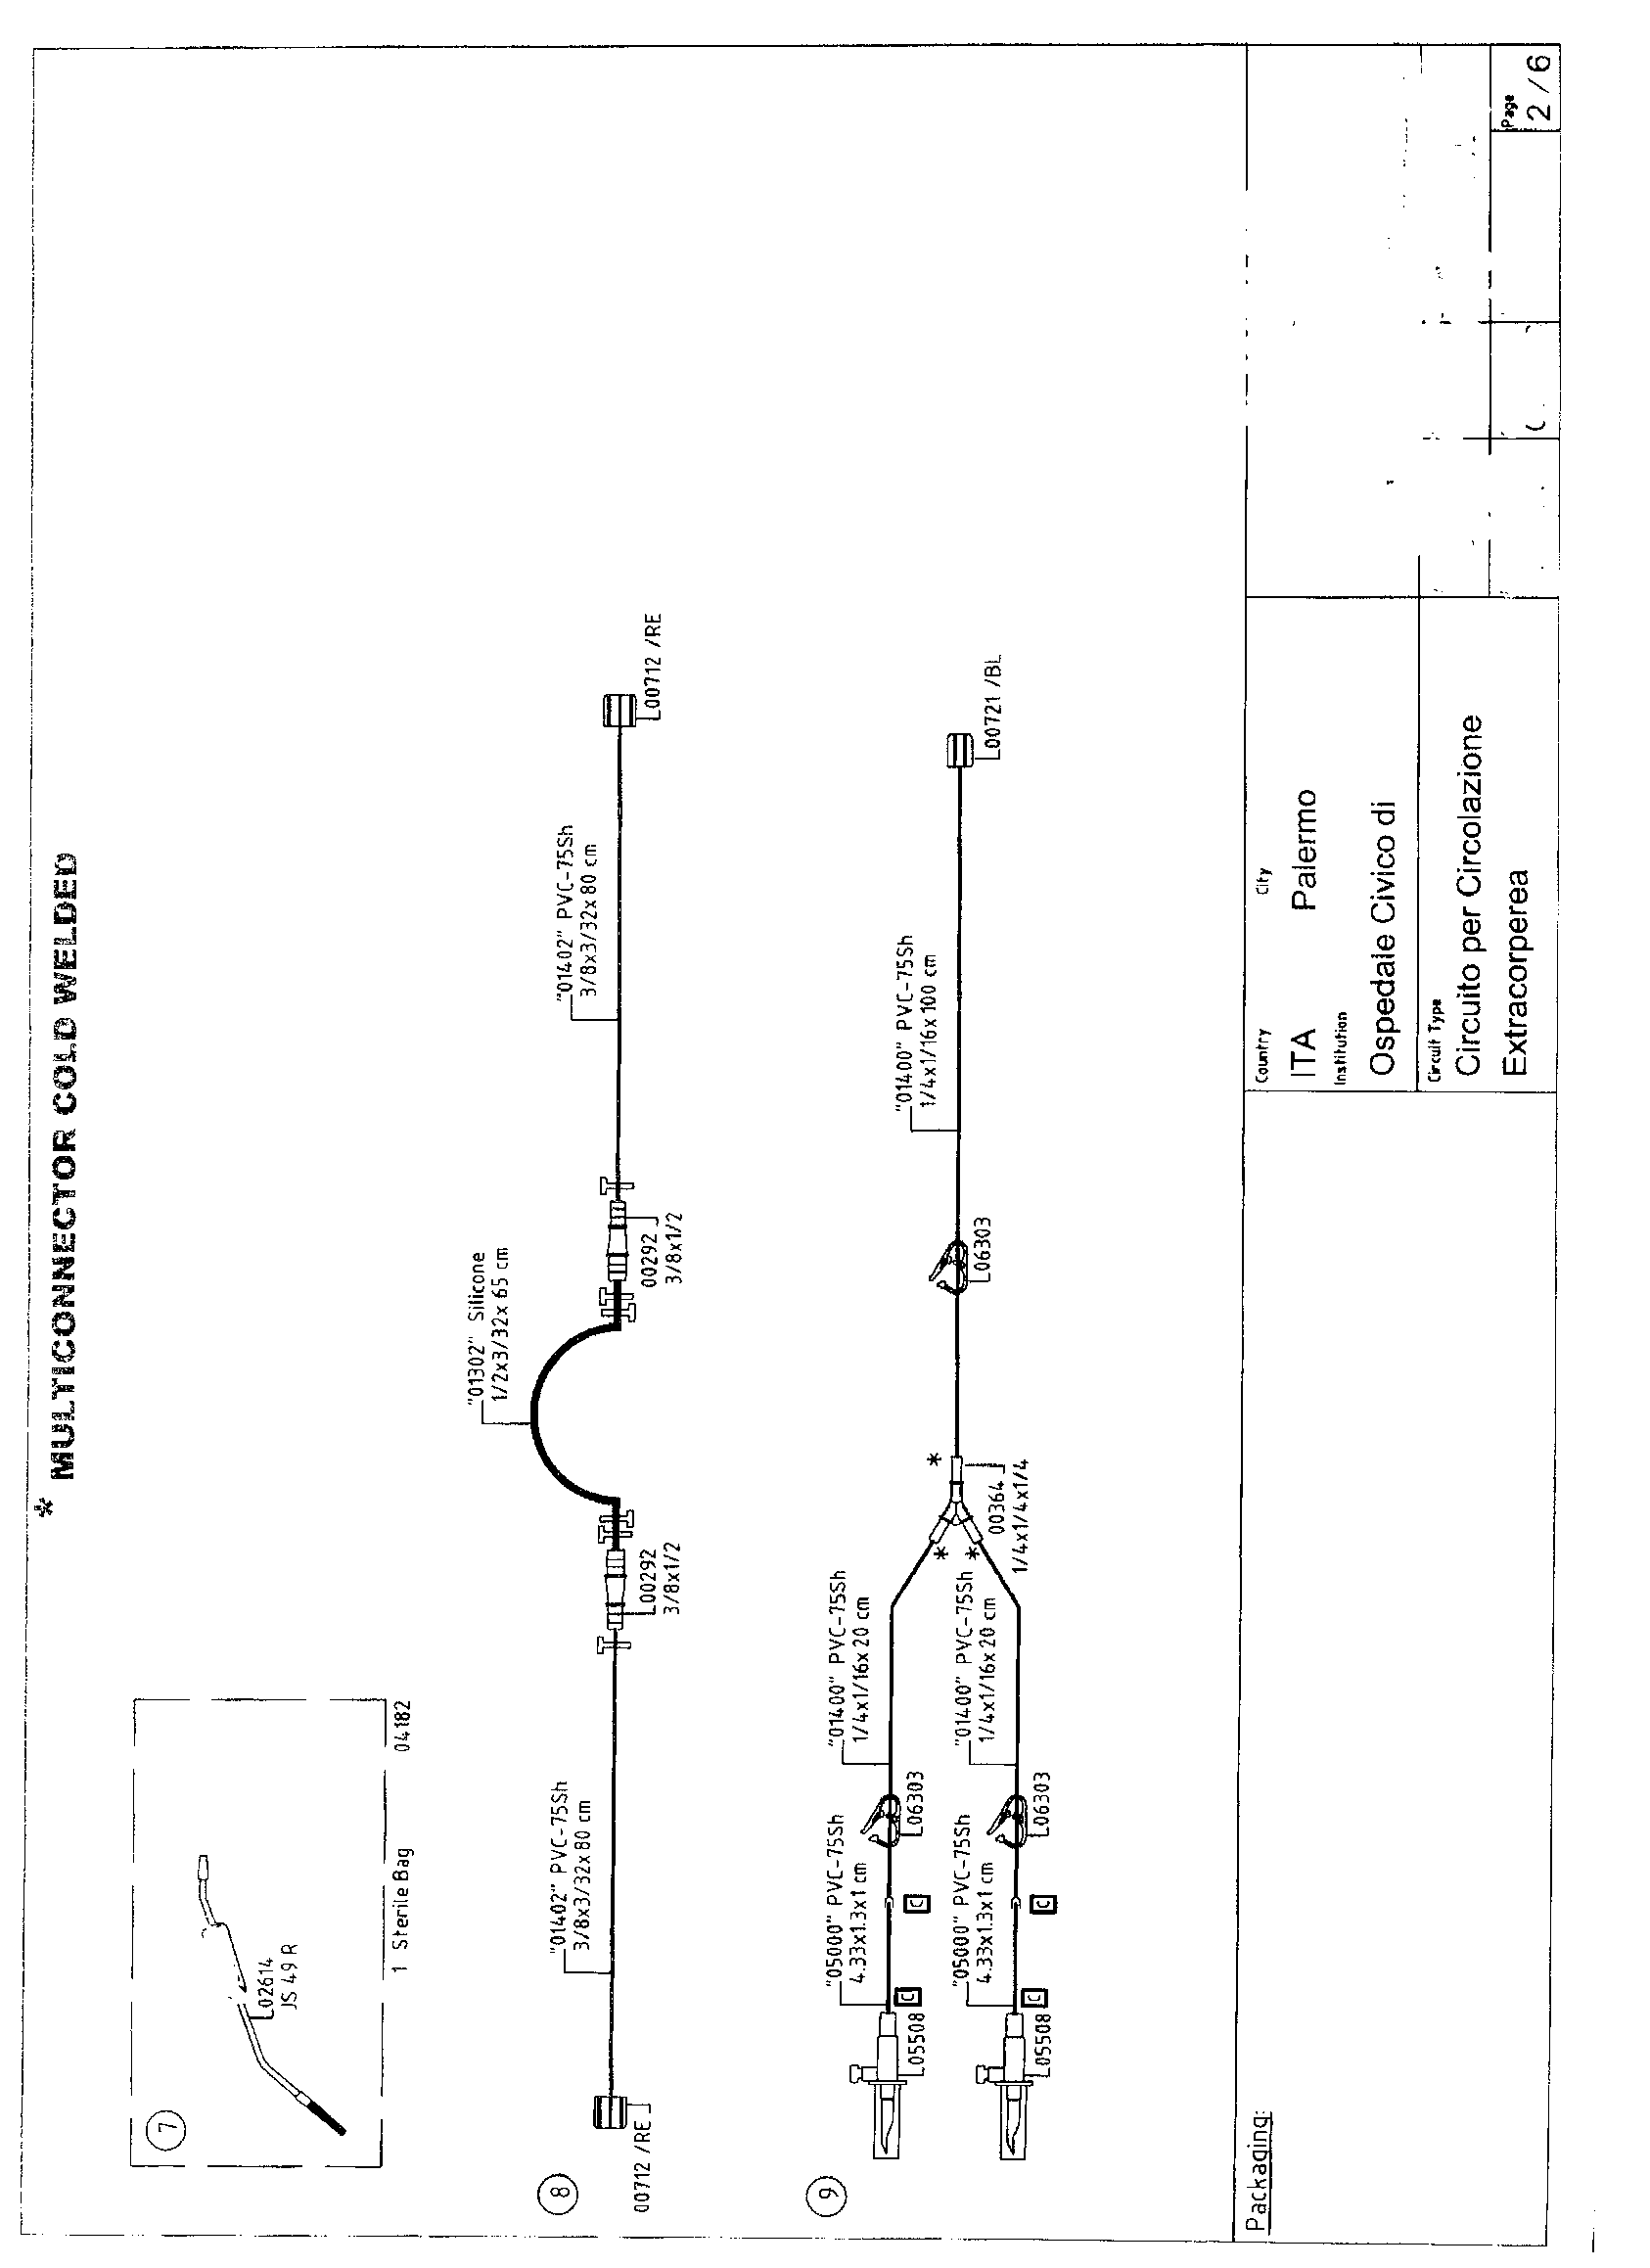 * MULTICONNECTOR COLD WELDED
7
02614
JS 49 R
1 Sterile Bag 04182
8
00712 /RE
"01402" PVC-75Sh
3/8x3/32x 80 cm
00292
3/8x1/2
"01302" Silicone
1/2x3/32x 65 cm
00292
3/8x1/2
"01402" PVC-75Sh
3/8x3/32x 80 cm
00712 /RE
9
"05000" PVC-75Sh
4.33x1.3x1 cm
"01400" PVC-75Sh
1/4x1/16x 20 cm
05508
C
C
06303
"05000" PVC-75Sh
4.33x1.3x1 cm
"01400" PVC-75Sh
1/4x1/16x 20 cm
05508
C
C
06303
*
*
*
00364
1/4x1/4x1/4
06303
"01400" PVC-75Sh
1/4x1/16x 100 cm
00721 /BL
Packaging:
Country City
ITA Palermo
Institution
Ospedale Civico di
Circuit Type
Circuito per Circolazione
Extracorperea
Page
2/6